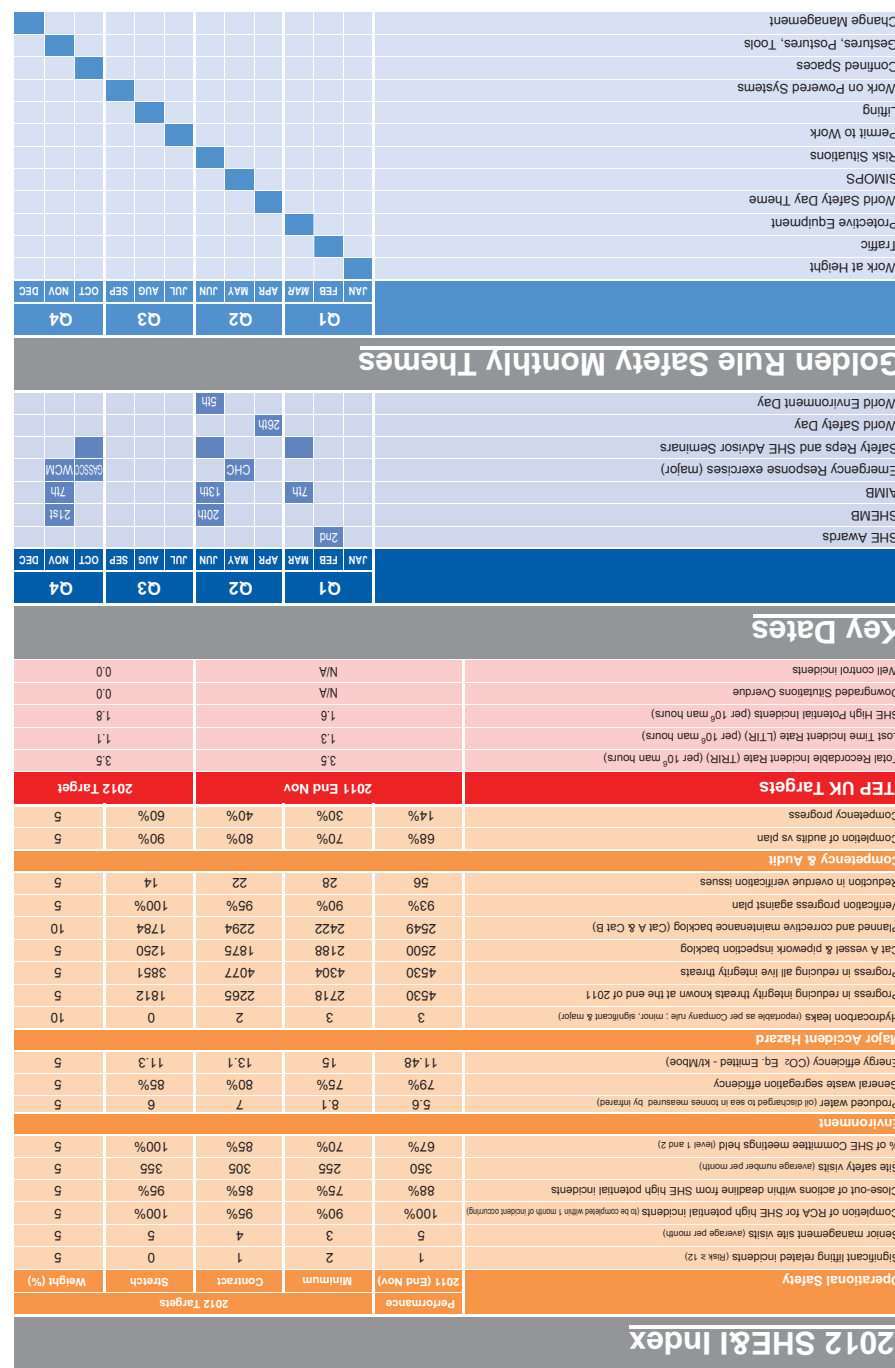 2012 SHE&I Index
Performance 2012 Targets
Operational Safety 2011 (End Nov) Minimum Contract Stretch Weight (%)
Significant lifting related incidents (Risk ≥ 12) 1 2 1 0 5
Senior management site visits (average per month) 5 3 4 5 5
Completion of RCA for SHE high potential incidents (to be completed within 1 month of incident occurring) 100% 90% 95% 100% 5
Close-out of actions within deadline from SHE high potential incidents 88% 75% 85% 95% 5
Site safety visits (average number per month) 350 255 305 355 5
% of SHE Committee meetings held (level 1 and 2) 67% 70% 85% 100% 5
Environment
Produced water (oil discharged to sea in tonnes measured by infrared) 5.6 8.1 7 6 5
General waste segregation efficiency 79% 75% 80% 85% 5
Energy efficiency (CO2 Eq. Emitted - kt/Mboe) 11.48 15 13.1 11.3 5
Major Accident Hazard
Hydrocarbon leaks (reportable as per Company rule ; minor, significant & major) 3 3 2 0 10
Progress in reducing integrity threats known at the end of 2011 4530 2718 2265 1812 5
Progress in reducing all live integrity threats 4530 4304 4077 3851 5
Cat A vessel & pipework inspection backlog 2500 2188 1875 1250 5
Planned and corrective maintenance backlog (Cat A & Cat B) 2549 2422 2294 1784 10
Verification progress against plan 93% 90% 95% 100% 5
Reduction in overdue verification issues 56 28 22 14 5
Competency & Audit
Completion of audits vs plan 68% 70% 80% 90% 5
Competency progress 14% 30% 40% 60% 5
TEP UK Targets 2011 End Nov 2012 Target
Total Recordable Incident Rate (TRIR) (per 10⁶ man hours) 3.5 3.5
Lost Time Incident Rate (LTIR) (per 10⁶ man hours) 1.3 1.1
SHE High Potential Incidents (per 10⁶ man hours) 1.6 1.8
Downgraded Situtations Overdue N/A 0.0
Well control incidents N/A 0.0
Key Dates
Q1 Q2 Q3 Q4
JAN FEB MAR APR MAY JUN JUL AUG SEP OCT NOV DEC
SHE Awards 2nd
SHEMB 20th 21st
AIMB 7th 13th 7th
Emergency Response exercises (major) CHC GASSCO WCM
Safety Reps and SHE Advisor Seminars
World Safety Day 26th
World Environment Day 5th
Golden Rule Safety Monthly Themes
Q1 Q2 Q3 Q4
JAN FEB MAR APR MAY JUN JUL AUG SEP OCT NOV DEC
Work at Height
Traffic
Protective Equipment
World Safety Day Theme
SIMOPS
Risk Situations
Permit to Work
Lifting
Work on Powered Systems
Confined Spaces
Gestures, Postures, Tools
Change Management